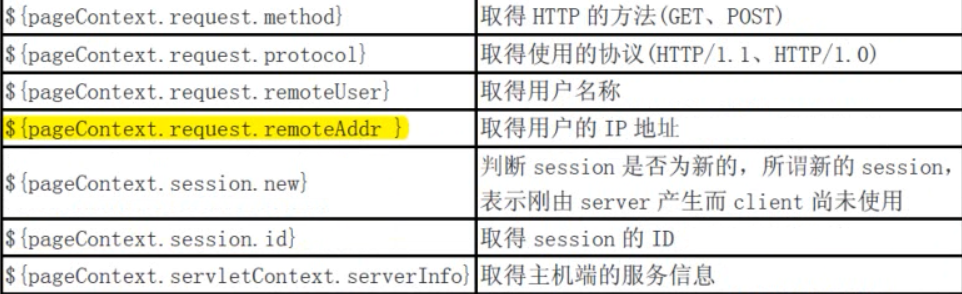 ${pageContext.request.method} 取得 HTTP 的方法(GET、POST)
${pageContext.request.protocol} 取得使用的协议(HTTP/1.1、HTTP/1.0)
${pageContext.request.remoteUser} 取得用户名称
${pageContext.request.remoteAddr } 取得用户的 IP 地址
${pageContext.session.new} 判断 session 是否为新的，所谓新的 session，
表示刚由 server 产生而 client 尚未使用
${pageContext.session.id} 取得 session 的 ID
${pageContext.servletContext.serverInfo} 取得主机端的服务信息